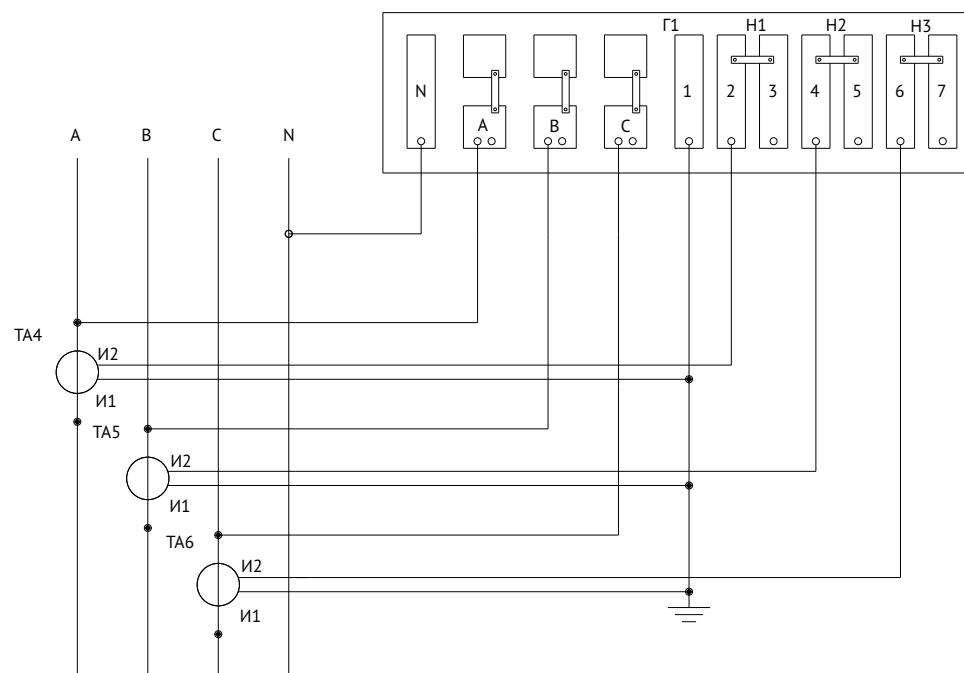 Г1 Н1 Н2 Н3
N 1 2 3 4 5 6 7
А В С
А В С N
ТА4
И2
И1
ТА5
И2
И1
ТА6
И2
И1